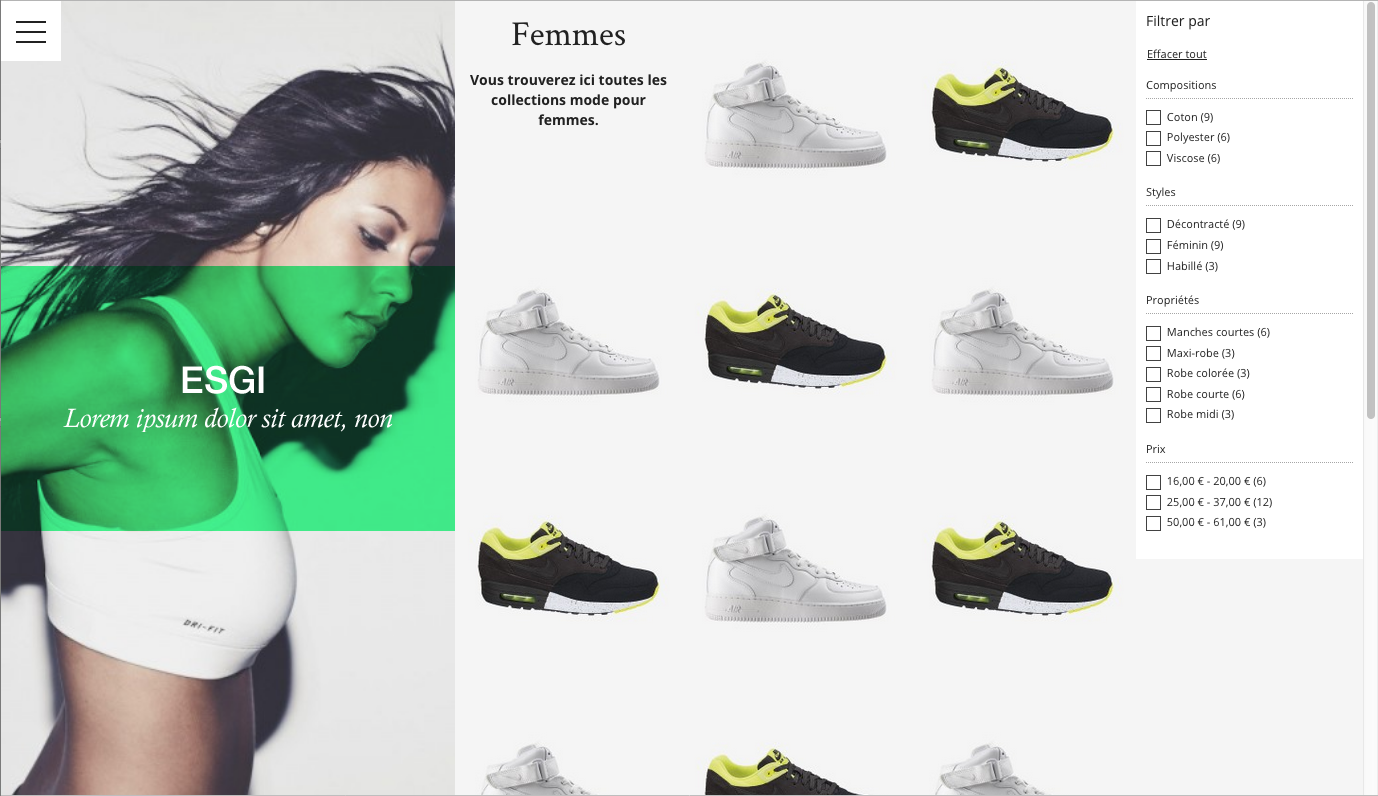 Femmes
Vous trouverez ici toutes les
collections mode pour
femmes.
ESGI
Lorem ipsum dolor sit amet, non
DRI-FIT
Filtrer par
Effacer tout
Compositions
Coton (9)
Polyester (6)
Viscose (6)
Styles
Décontracté (9)
Féminin (9)
Habillé (3)
Propriétés
Manches courtes (6)
Maxi-robe (3)
Robe colorée (3)
Robe courte (6)
Robe midi (3)
Prix
16,00 € - 20,00 € (6)
25,00 € - 37,00 € (12)
50,00 € - 61,00 € (3)
AIR
AIR
AIR
AIR